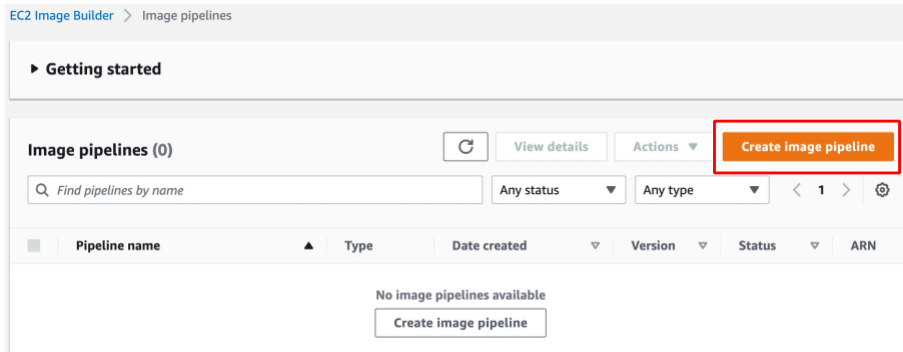 EC2 Image Builder > Image pipelines
Getting started
Image pipelines (0) View details Actions Create image pipeline
Find pipelines by name Any status Any type < 1 >
Pipeline name Type Date created Version Status ARN
No image pipelines available
Create image pipeline